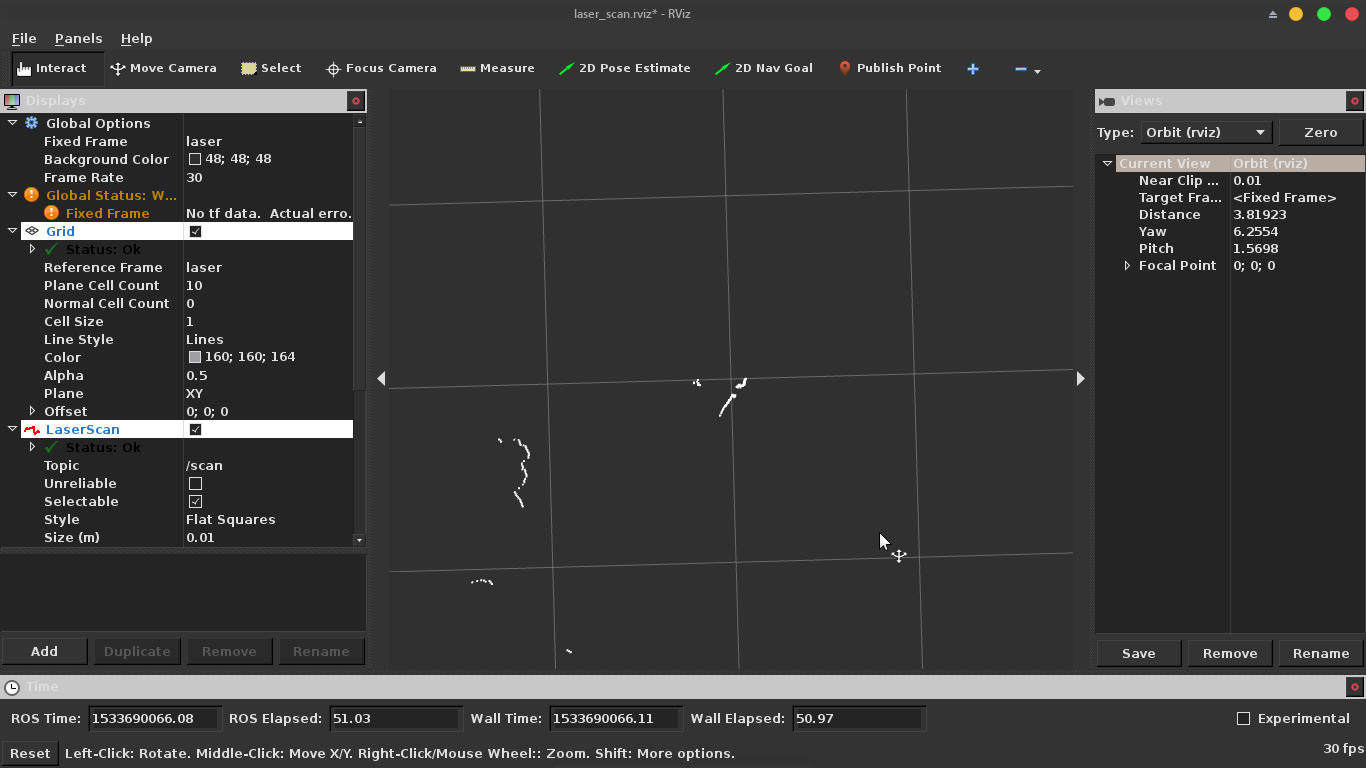 laser_scan.rviz* - RViz
File Panels Help
Interact Move Camera Select Focus Camera Measure 2D Pose Estimate 2D Nav Goal Publish Point
Displays
Global Options
Fixed Frame laser
Background Color 48; 48; 48
Frame Rate 30
Global Status: W...
Fixed Frame No tf data. Actual erro.
Grid
Status: Ok
Reference Frame laser
Plane Cell Count 10
Normal Cell Count 0
Cell Size 1
Line Style Lines
Color 160; 160; 164
Alpha 0.5
Plane XY
Offset 0; 0; 0
LaserScan
Status: Ok
Topic /scan
Unreliable
Selectable
Style Flat Squares
Size (m) 0.01
Add Duplicate Remove Rename
Views
Type: Orbit (rviz) Zero
Current View Orbit (rviz)
Near Clip ... 0.01
Target Fra... <Fixed Frame>
Distance 3.81923
Yaw 6.2554
Pitch 1.5698
Focal Point 0; 0; 0
Save Remove Rename
Time
ROS Time: 1533690066.08 ROS Elapsed: 51.03 Wall Time: 1533690066.11 Wall Elapsed: 50.97 Experimental
Reset Left-Click: Rotate. Middle-Click: Move X/Y. Right-Click/Mouse Wheel:: Zoom. Shift: More options. 30 fps